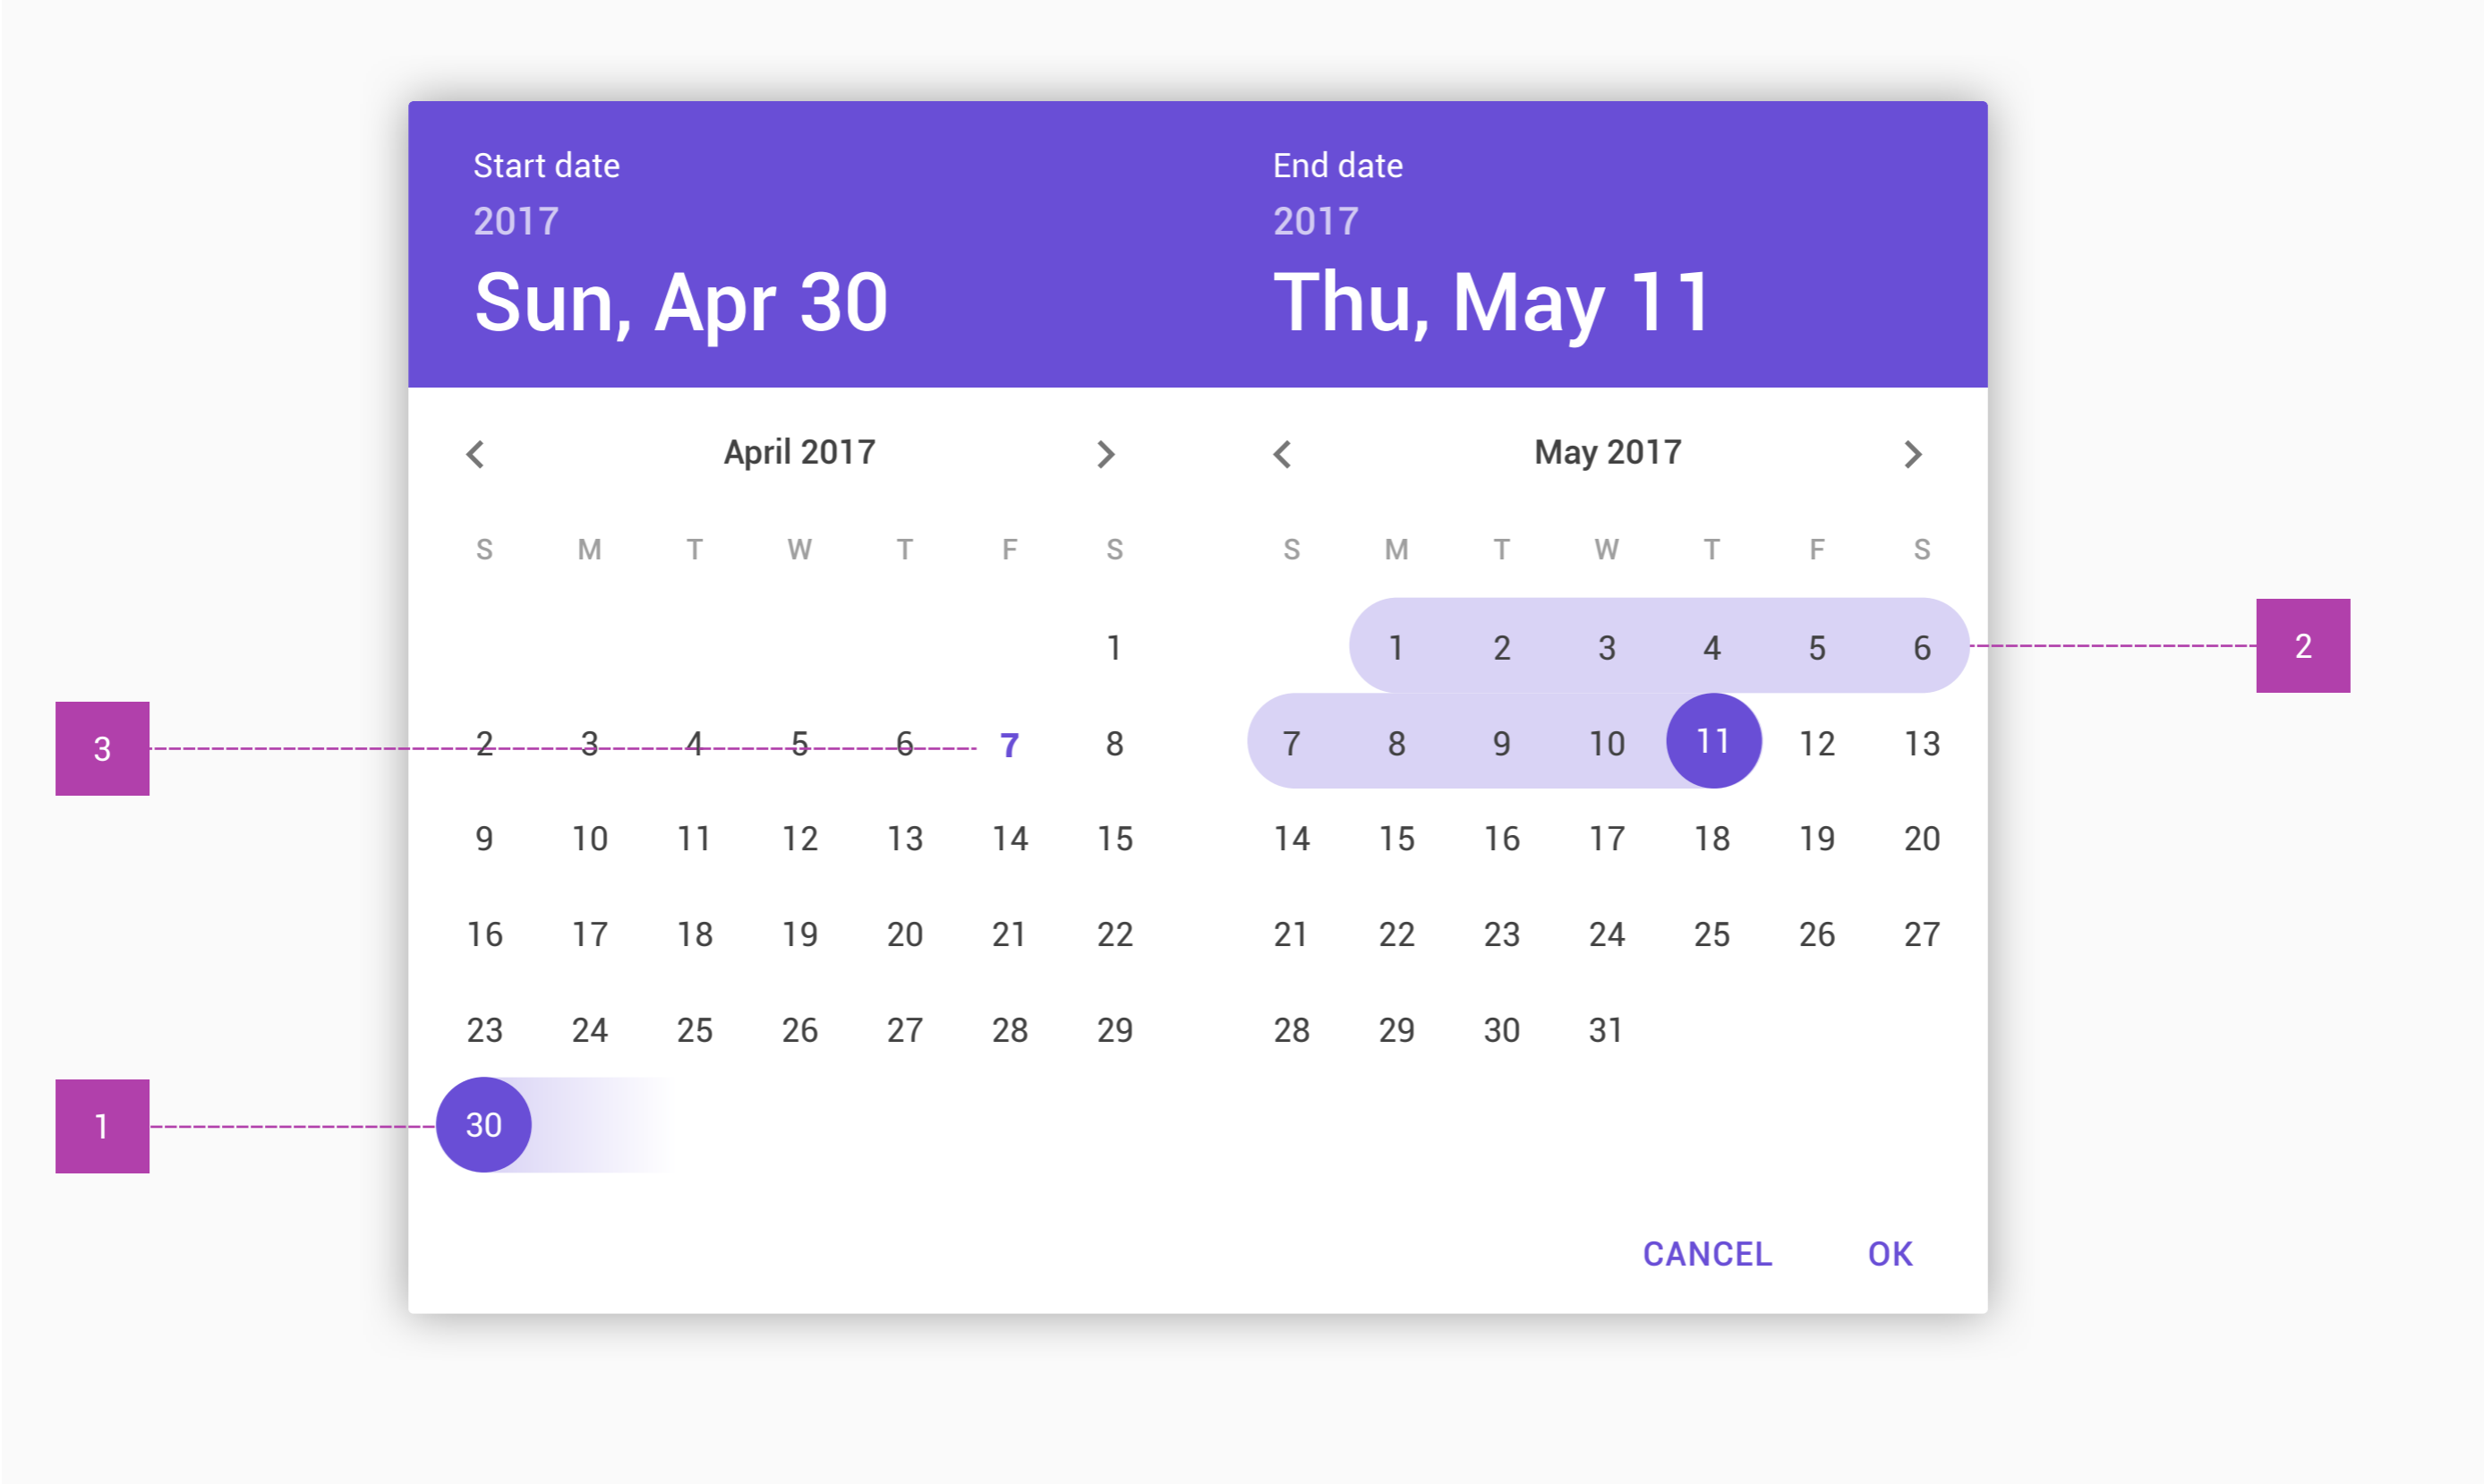 Start date
2017
Sun, Apr 30
End date
2017
Thu, May 11
April 2017
S M T W T F S
1
2 3 4 5 6 7 8
9 10 11 12 13 14 15
16 17 18 19 20 21 22
23 24 25 26 27 28 29
30
May 2017
S M T W T F S
1 2 3 4 5 6
7 8 9 10 11 12 13
14 15 16 17 18 19 20
21 22 23 24 25 26 27
28 29 30 31
CANCEL OK
2
3
1